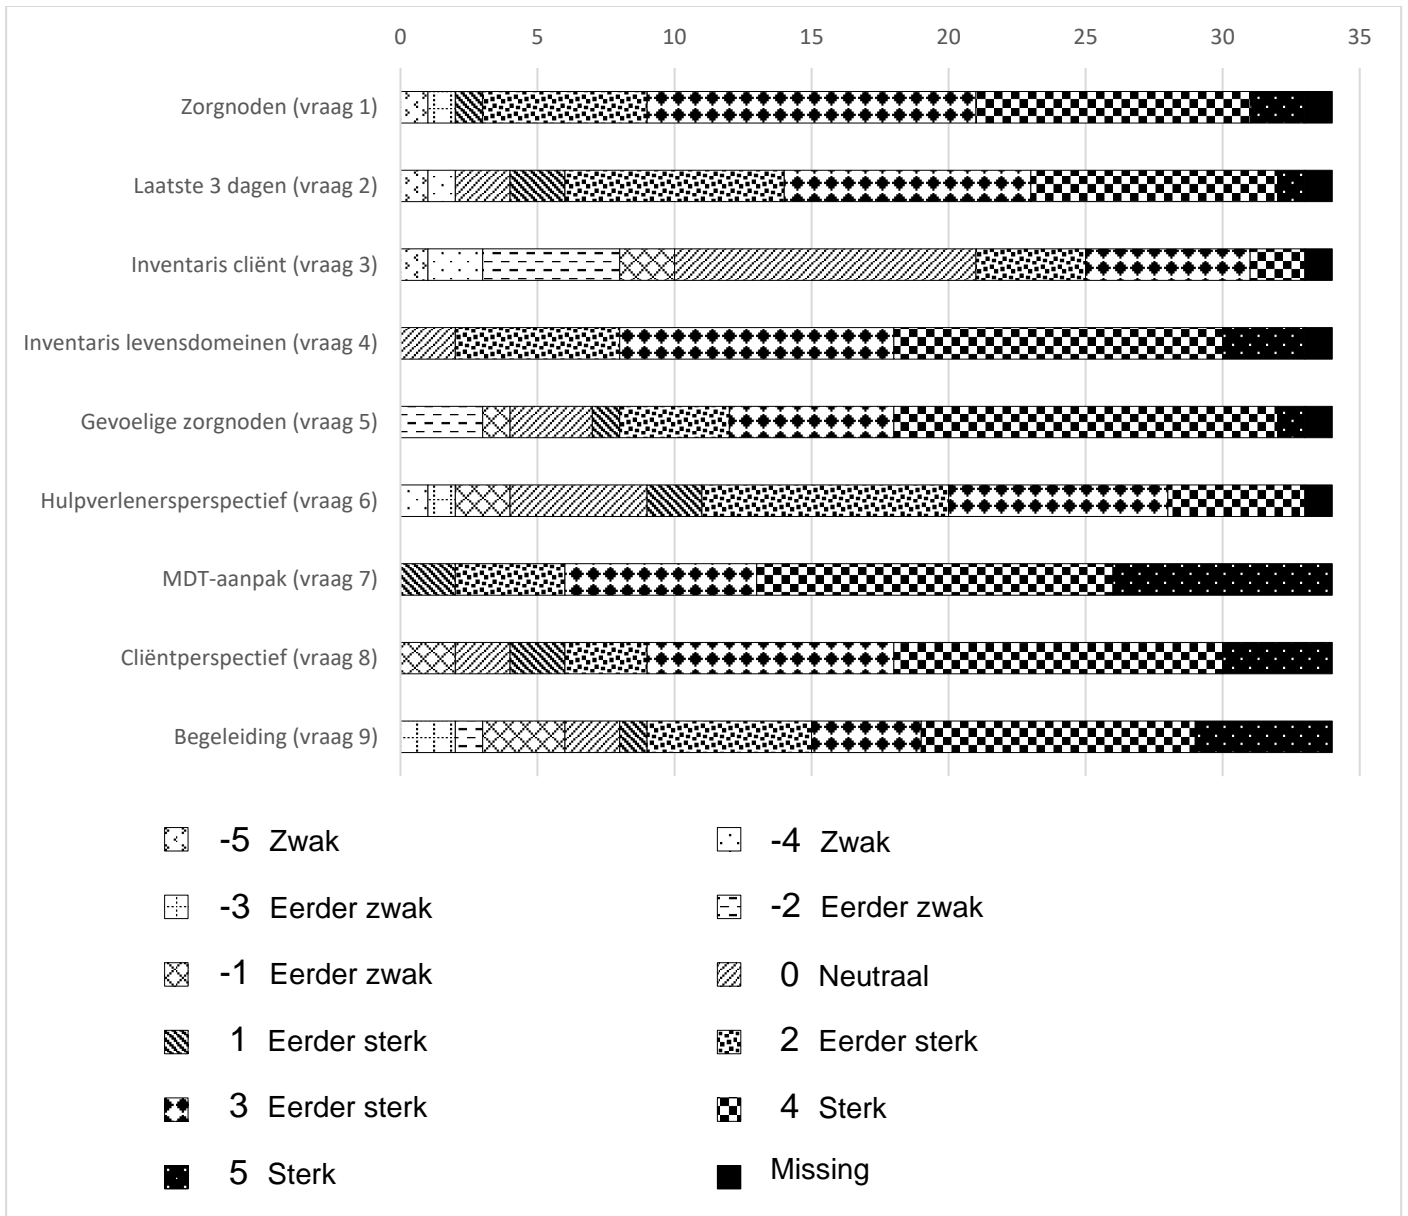 0 5 10 15 20 25 30 35
Zorgnoden (vraag 1)
Laatste 3 dagen (vraag 2)
Inventaris cliënt (vraag 3)
Inventaris levensdomeinen (vraag 4)
Gevoelige zorgnoden (vraag 5)
Hulpverlenersperspectief (vraag 6)
MDT-aanpak (vraag 7)
Cliëntperspectief (vraag 8)
Begeleiding (vraag 9)
-5 Zwak
-4 Zwak
-3 Eerder zwak
-2 Eerder zwak
-1 Eerder zwak
0 Neutraal
1 Eerder sterk
2 Eerder sterk
3 Eerder sterk
4 Sterk
5 Sterk
Missing